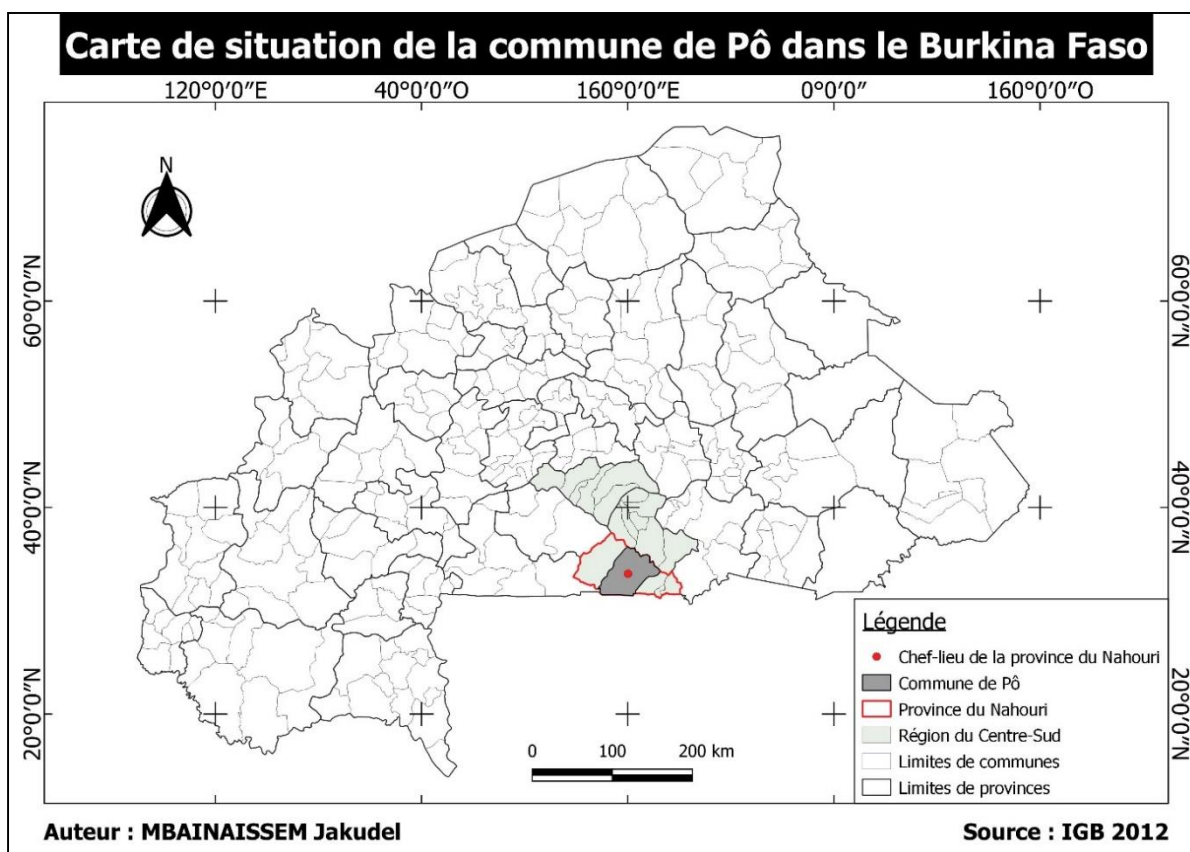 Carte de situation de la commune de Pô dans le Burkina Faso
120°0′0″E 40°0′0″O 160°0′0″E 0°0′0″ 160°0′0″O
N
60°0′0″N 60°0′0″N
40°0′0″N 40°0′0″N
20°0′0″N 20°0′0″N
Légende
Chef-lieu de la province du Nahouri
Commune de Pô
Province du Nahouri
Région du Centre-Sud
Limites de communes
Limites de provinces
0 100 200 km
Auteur : MBAINAISSEM Jakudel Source : IGB 2012